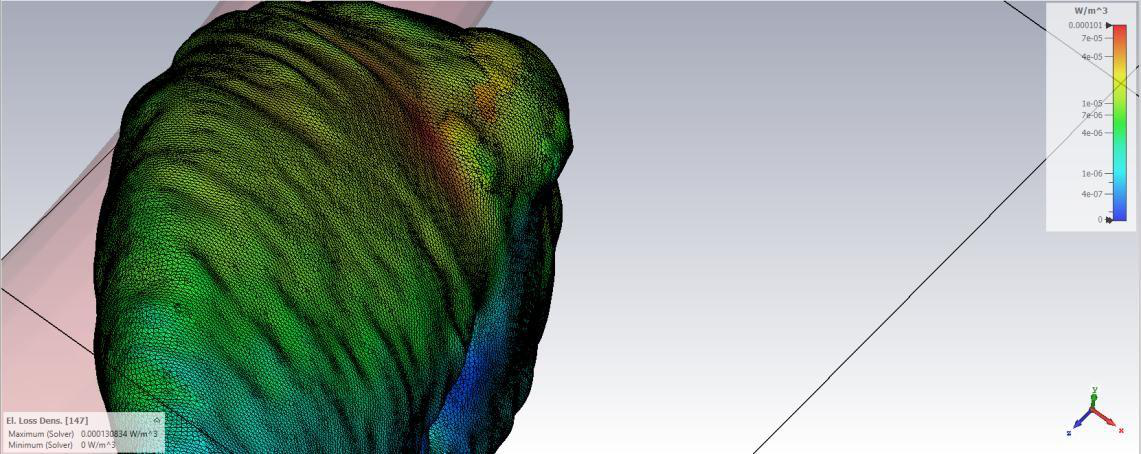 W/m^3
0.000101
7e-05
4e-05
1e-05
7e-06
4e-06
1e-06
4e-07
0
El. Loss Dens. [147]
Maximum (Solver) 0.000130834 W/m^3
Minimum (Solver) 0 W/m^3
y
z
x